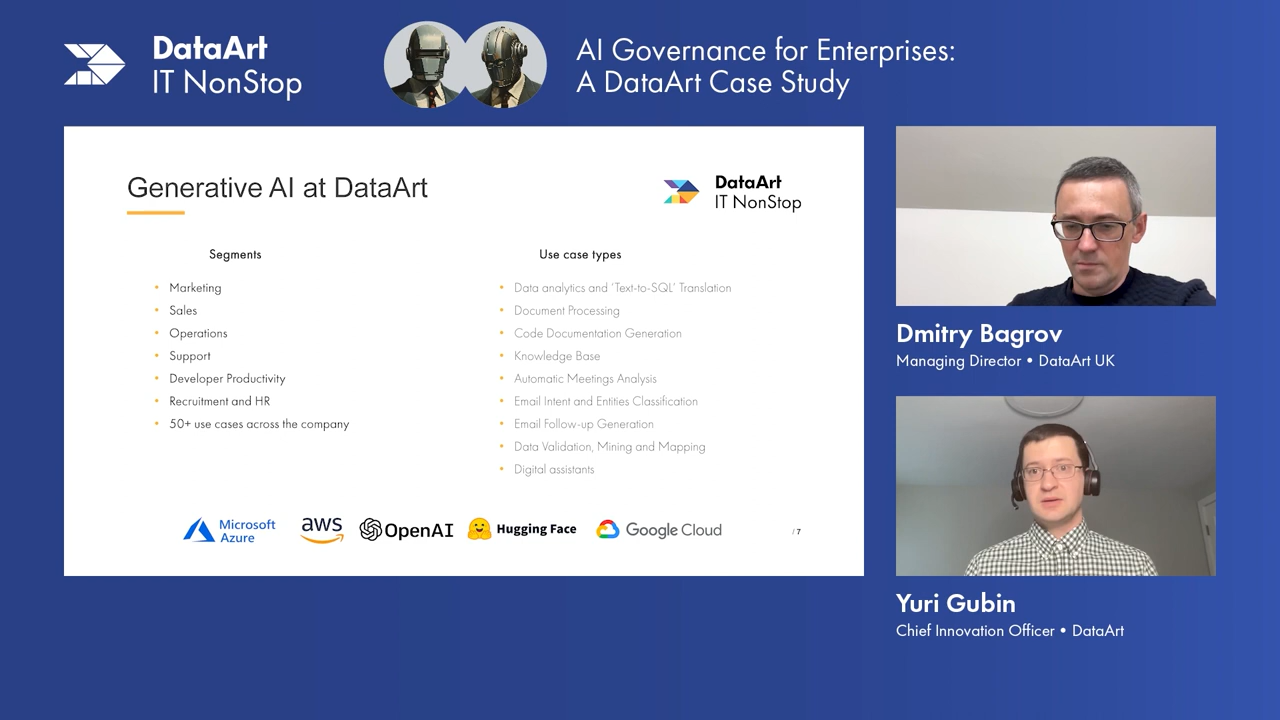 DataArt
IT NonStop
AI Governance for Enterprises:
A DataArt Case Study
Generative AI at DataArt
DataArt
IT NonStop
Segments
Marketing
Sales
Operations
Support
Developer Productivity
Recruitment and HR
50+ use cases across the company
Use case types
Data analytics and 'Text-to-SQL' Translation
Document Processing
Code Documentation Generation
Knowledge Base
Automatic Meetings Analysis
Email Intent and Entities Classification
Email Follow-up Generation
Data Validation, Mining and Mapping
Digital assistants
Microsoft
Azure
aws
OpenAI
Hugging Face
Google Cloud
/ 7
Dmitry Bagrov
Managing Director • DataArt UK
Yuri Gubin
Chief Innovation Officer • DataArt